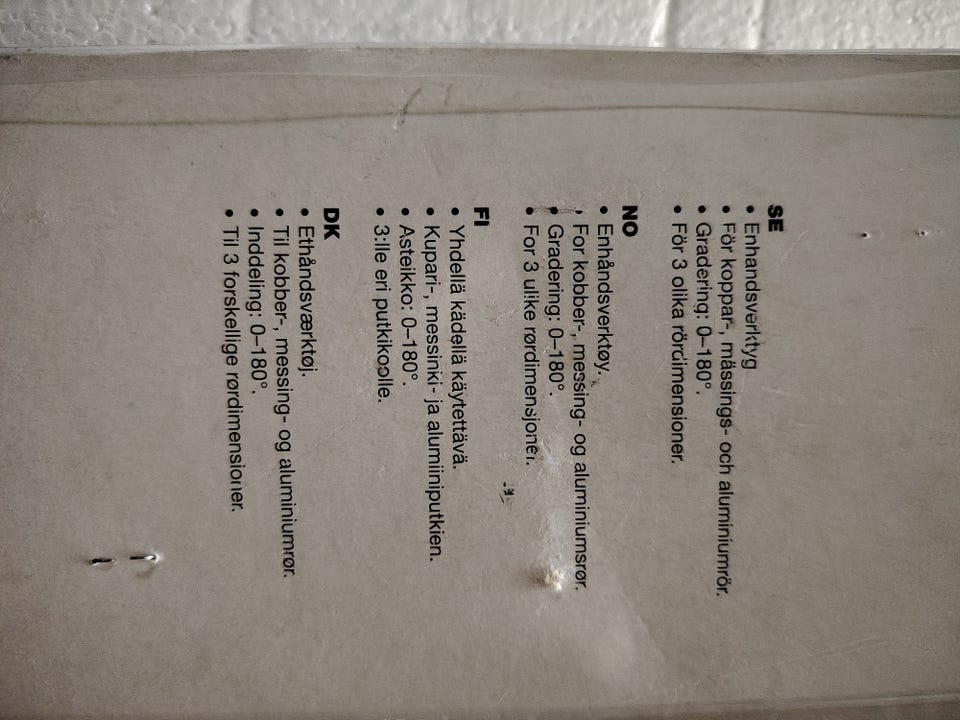 SE
• Enhandsverktyg
• För koppar-, mässings- och aluminiumrör.
• Gradering: 0–180°.
• För 3 olika rördimensioner.
NO
• Enhåndsverktøy.
• For kobber-, messing- og aluminiumsrør.
• Gradering: 0–180°.
• For 3 ulike rørdimensjoner.
FI
• Yhdellä kädellä käytettävä.
• Kupari-, messinki- ja alumiiniputkien.
• Asteikko: 0–180°.
• 3:lle eri putkikoolle.
DK
• Ethåndsværktøj.
• Til kobber-, messing- og aluminiumrør.
• Inddeling: 0–180°.
• Til 3 forskellige rørdimensioner.